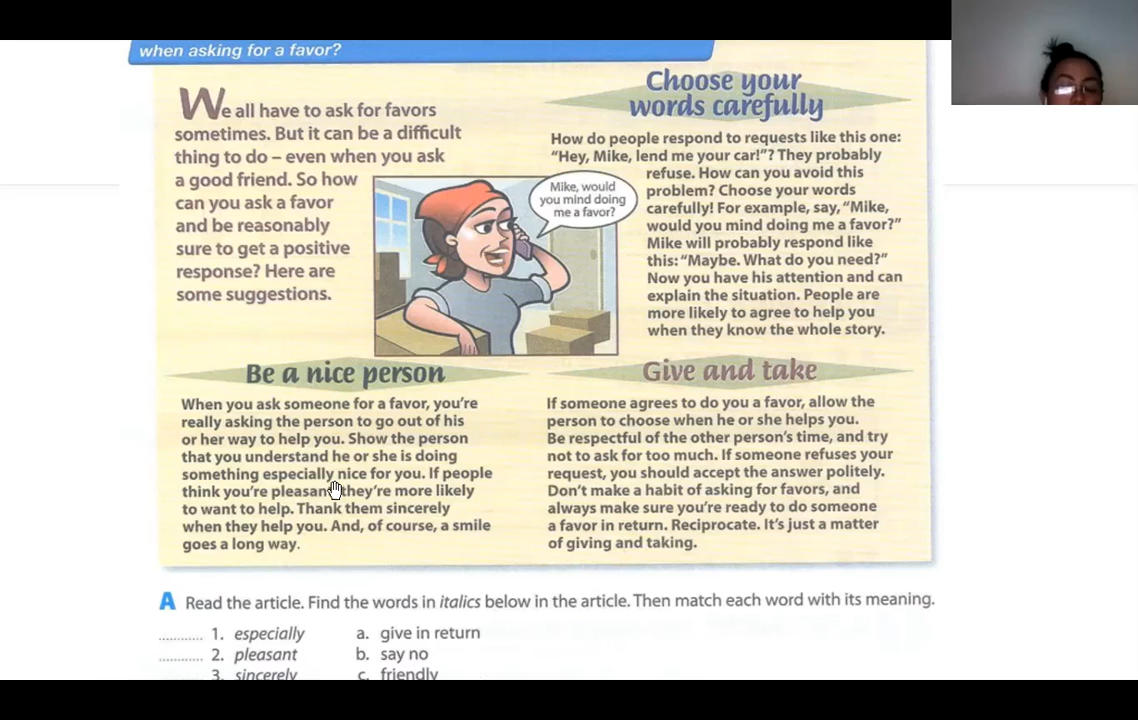 when asking for a favor?
We all have to ask for favors
sometimes. But it can be a difficult
thing to do – even when you ask
a good friend. So how
can you ask a favor
and be reasonably
sure to get a positive
response? Here are
some suggestions.
Mike, would
you mind doing
me a favor?
Choose your
words carefully
How do people respond to requests like this one:
“Hey, Mike, lend me your car!”? They probably
refuse. How can you avoid this
problem? Choose your words
carefully! For example, say, “Mike,
would you mind doing me a favor?”
Mike will probably respond like
this: “Maybe. What do you need?”
Now you have his attention and can
explain the situation. People are
more likely to agree to help you
when they know the whole story.
Be a nice person
When you ask someone for a favor, you’re
really asking the person to go out of his
or her way to help you. Show the person
that you understand he or she is doing
something especially nice for you. If people
think you’re pleasant, they’re more likely
to want to help. Thank them sincerely
when they help you. And, of course, a smile
goes a long way.
Give and take
If someone agrees to do you a favor, allow the
person to choose when he or she helps you.
Be respectful of the other person’s time, and try
not to ask for too much. If someone refuses your
request, you should accept the answer politely.
Don’t make a habit of asking for favors, and
always make sure you’re ready to do someone
a favor in return. Reciprocate. It’s just a matter
of giving and taking.
A Read the article. Find the words in italics below in the article. Then match each word with its meaning.
........... 1. especially a. give in return
........... 2. pleasant b. say no
3. sincerely c. friendly